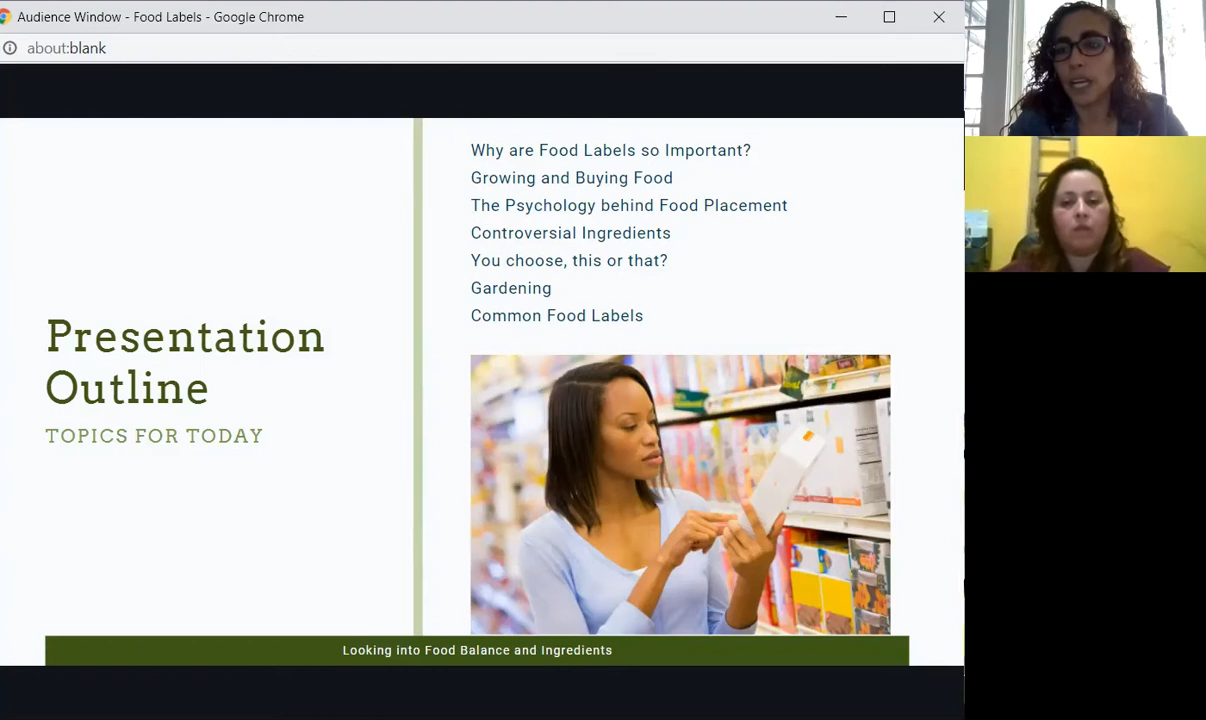 Audience Window - Food Labels - Google Chrome
about:blank
Why are Food Labels so Important?
Growing and Buying Food
The Psychology behind Food Placement
Controversial Ingredients
You choose, this or that?
Gardening
Common Food Labels
Presentation
Outline
TOPICS FOR TODAY
Looking into Food Balance and Ingredients